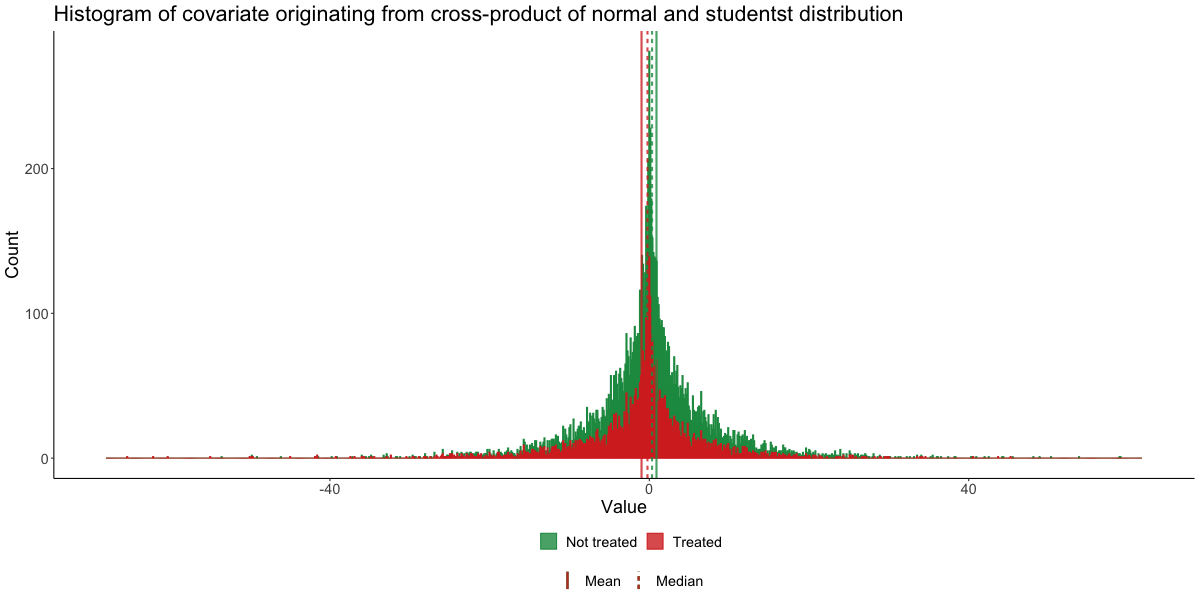 Histogram of covariate originating from cross-product of normal and studentst distribution
Count
200
100
0
-40
0
40
Value
Not treated
Treated
Mean
Median